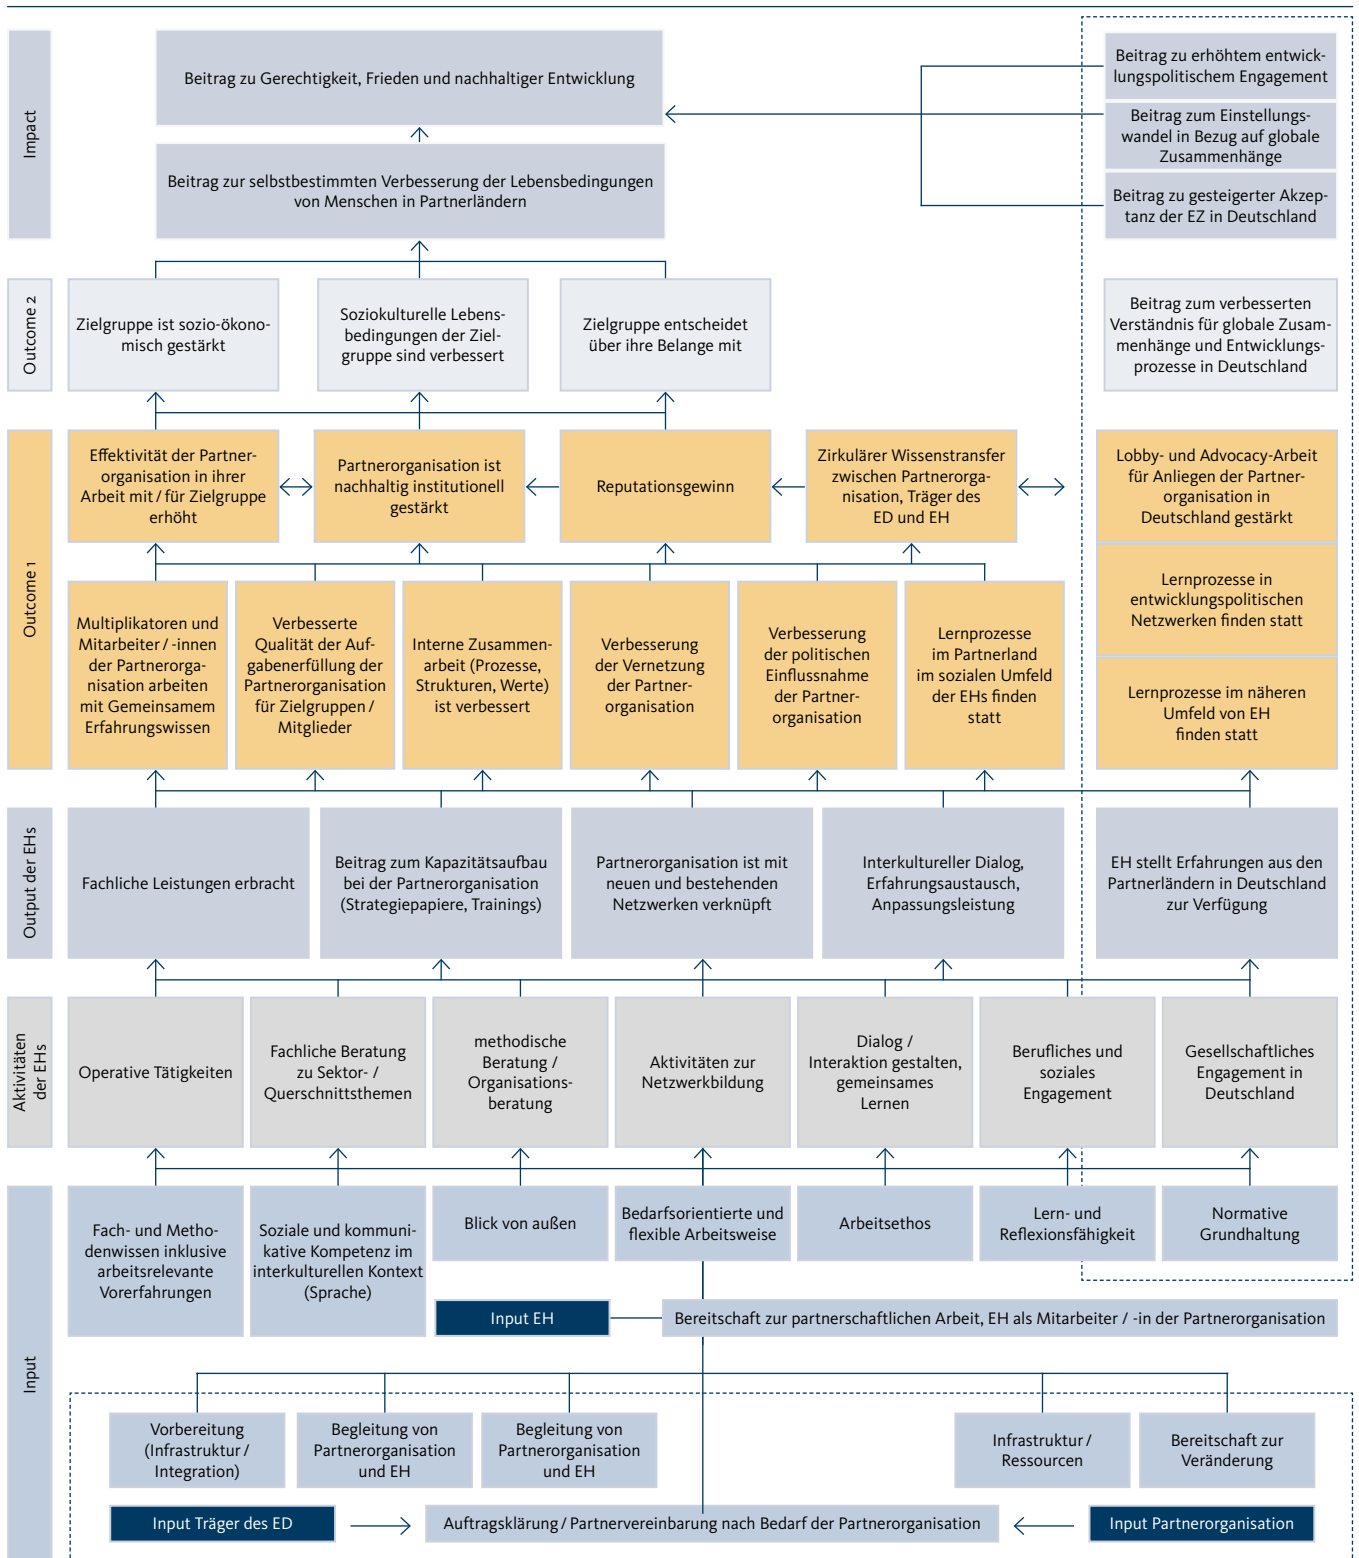 Impact
Beitrag zu Gerechtigkeit, Frieden und nachhaltiger Entwicklung
Beitrag zur selbstbestimmten Verbesserung der Lebensbedingungen
von Menschen in Partnerländern
Beitrag zu erhöhtem entwick-
lungspolitischem Engagement
Beitrag zum Einstellungs-
wandel in Bezug auf globale
Zusammenhänge
Beitrag zu gesteigerter Akzep-
tanz der EZ in Deutschland
Outcome 2
Zielgruppe ist sozio-ökono-
misch gestärkt
Soziokulturelle Lebens-
bedingungen der Ziel-
gruppe sind verbessert
Zielgruppe entscheidet
über ihre Belange mit
Beitrag zum verbesserten
Verständnis für globale Zusam-
menhänge und Entwicklungs-
prozesse in Deutschland
Outcome 1
Effektivität der Partner-
organisation in ihrer
Arbeit mit / für Zielgruppe
erhöht
Partnerorganisation ist
nachhaltig institutionell
gestärkt
Reputationsgewinn
Zirkulärer Wissenstransfer
zwischen Partnerorga-
nisation, Träger des
ED und EH
Lobby- und Advocacy-Arbeit
für Anliegen der Partner-
organisation in
Deutschland gestärkt
Lernprozesse in
entwicklungspolitischen
Netzwerken finden statt
Lernprozesse im näheren
Umfeld von EH
finden statt
Multiplikatoren und
Mitarbeiter / -innen
der Partnerorga-
nisation arbeiten
mit Gemeinsamem
Erfahrungswissen
Verbesserte
Qualität der Auf-
gabenerfüllung der
Partnerorganisation
für Zielgruppen /
Mitglieder
Interne Zusammen-
arbeit (Prozesse,
Strukturen, Werte)
ist verbessert
Verbesserung
der Vernetzung
der Partner-
organisation
Verbesserung
der politischen
Einflussnahme
der Partner-
organisation
Lernprozesse
im Partnerland
im sozialen Umfeld
der EHs finden
statt
Output der EHs
Fachliche Leistungen erbracht
Beitrag zum Kapazitätsaufbau
bei der Partnerorganisation
(Strategiepapiere, Trainings)
Partnerorganisation ist mit
neuen und bestehenden
Netzwerken verknüpft
Interkultureller Dialog,
Erfahrungsaustausch,
Anpassungsleistung
EH stellt Erfahrungen aus den
Partnerländern in Deutschland
zur Verfügung
Aktivitäten
der EHs
Operative Tätigkeiten
Fachliche Beratung
zu Sektor- /
Querschnittsthemen
methodische
Beratung /
Organisations-
beratung
Aktivitäten zur
Netzwerkbildung
Dialog /
Interaktion gestalten,
gemeinsames
Lernen
Berufliches und
soziales
Engagement
Gesellschaftliches
Engagement in
Deutschland
Input
Fach- und Metho-
denwissen inklusive
arbeitsrelevante
Vorerfahrungen
Soziale und kommuni-
kative Kompetenz im
interkulturellen Kontext
(Sprache)
Blick von außen
Bedarfsorientierte und
flexible Arbeitsweise
Arbeitsethos
Lern- und
Reflexionsfähigkeit
Normative
Grundhaltung
Input EH
Bereitschaft zur partnerschaftlichen Arbeit, EH als Mitarbeiter / -in der Partnerorganisation
Vorbereitung
(Infrastruktur /
Integration)
Begleitung von
Partnerorganisation
und EH
Begleitung von
Partnerorganisation
und EH
Infrastruktur /
Ressourcen
Bereitschaft zur
Veränderung
Input Träger des ED
Auftragsklärung / Partnervereinbarung nach Bedarf der Partnerorganisation
Input Partnerorganisation